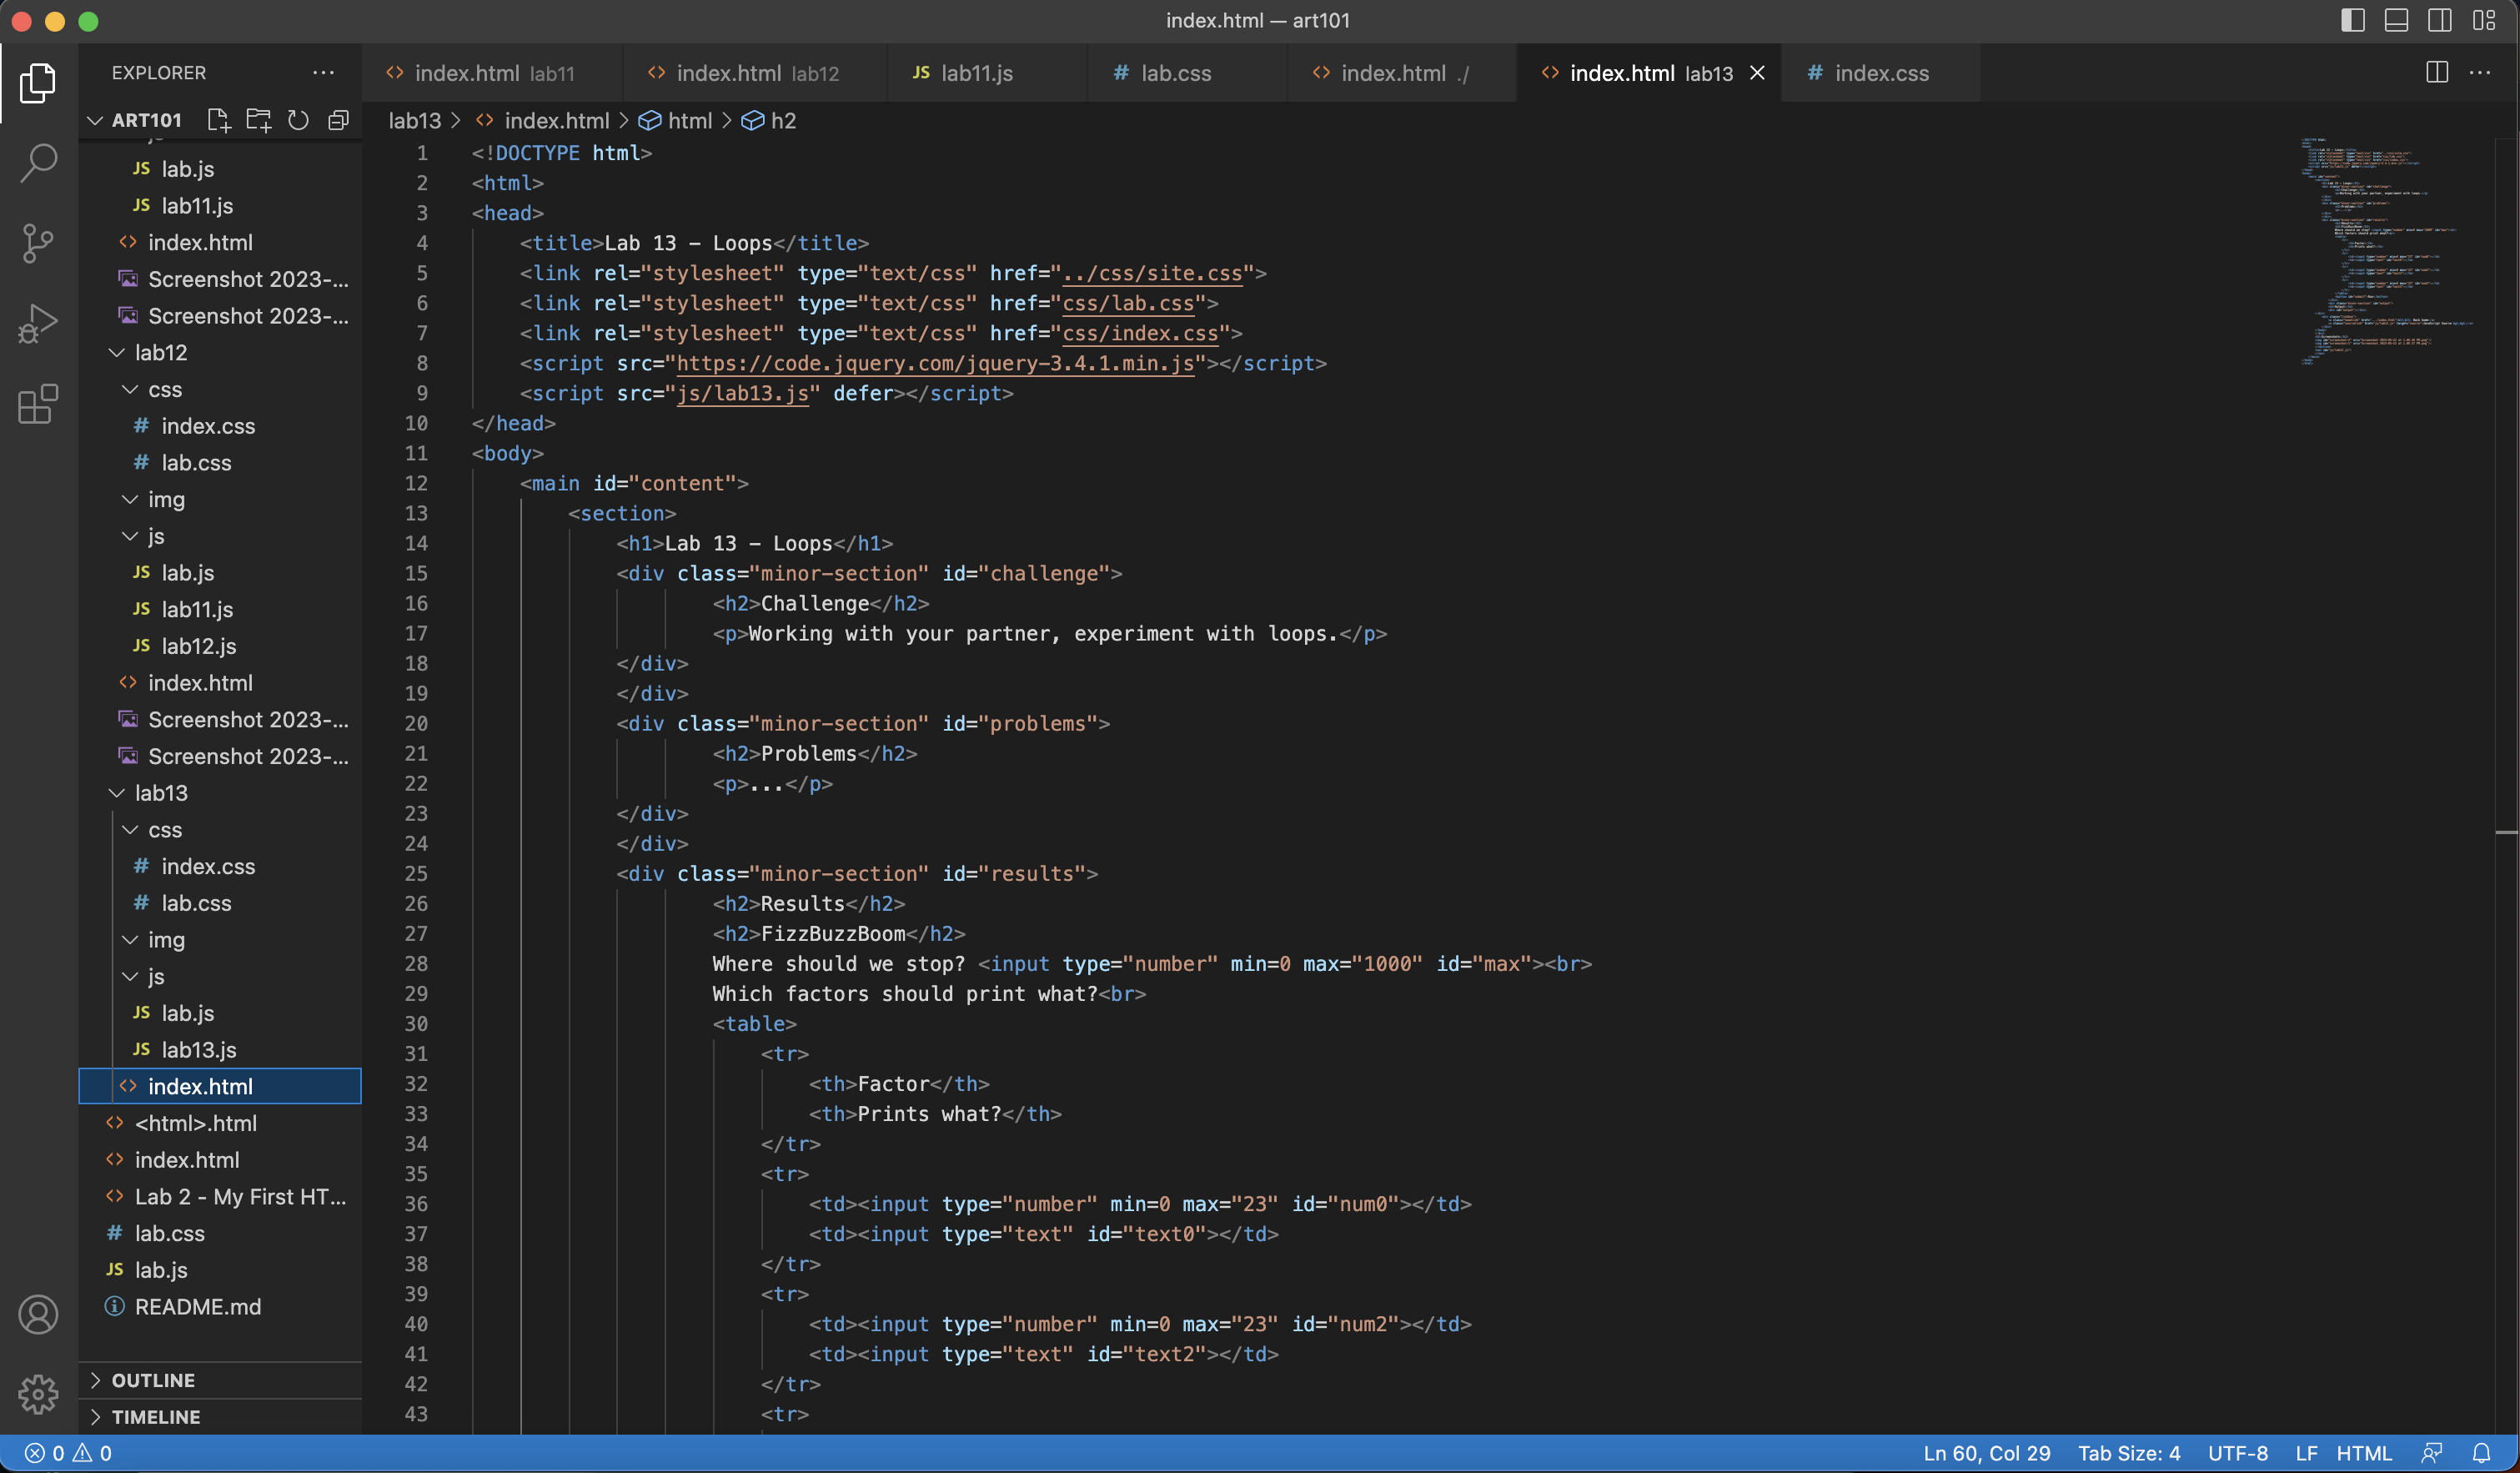 index.html — art101
EXPLORER
index.html lab11
index.html lab12
JS lab11.js
# lab.css
index.html ./
index.html lab13
# index.css
ART101
lab13 > index.html > html > h2
JS lab.js
JS lab11.js
index.html
Screenshot 2023-...
Screenshot 2023-...
lab12
css
# index.css
# lab.css
img
js
JS lab.js
JS lab11.js
JS lab12.js
index.html
Screenshot 2023-...
Screenshot 2023-...
lab13
css
# index.css
# lab.css
img
js
JS lab.js
JS lab13.js
index.html
<html>.html
index.html
Lab 2 - My First HT...
# lab.css
JS lab.js
README.md
OUTLINE
TIMELINE
1 <!DOCTYPE html>
2 <html>
3 <head>
4 <title>Lab 13 - Loops</title>
5 <link rel="stylesheet" type="text/css" href="../css/site.css">
6 <link rel="stylesheet" type="text/css" href="css/lab.css">
7 <link rel="stylesheet" type="text/css" href="css/index.css">
8 <script src="https://code.jquery.com/jquery-3.4.1.min.js"></script>
9 <script src="js/lab13.js" defer></script>
10 </head>
11 <body>
12 <main id="content">
13 <section>
14 <h1>Lab 13 - Loops</h1>
15 <div class="minor-section" id="challenge">
16 <h2>Challenge</h2>
17 <p>Working with your partner, experiment with loops.</p>
18 </div>
19 </div>
20 <div class="minor-section" id="problems">
21 <h2>Problems</h2>
22 <p>...</p>
23 </div>
24 </div>
25 <div class="minor-section" id="results">
26 <h2>Results</h2>
27 <h2>FizzBuzzBoom</h2>
28 Where should we stop? <input type="number" min=0 max="1000" id="max"><br>
29 Which factors should print what?<br>
30 <table>
31 <tr>
32 <th>Factor</th>
33 <th>Prints what?</th>
34 </tr>
35 <tr>
36 <td><input type="number" min=0 max="23" id="num0"></td>
37 <td><input type="text" id="text0"></td>
38 </tr>
39 <tr>
40 <td><input type="number" min=0 max="23" id="num2"></td>
41 <td><input type="text" id="text2"></td>
42 </tr>
43 <tr>
0 0
Ln 60, Col 29
Tab Size: 4
UTF-8
LF
HTML